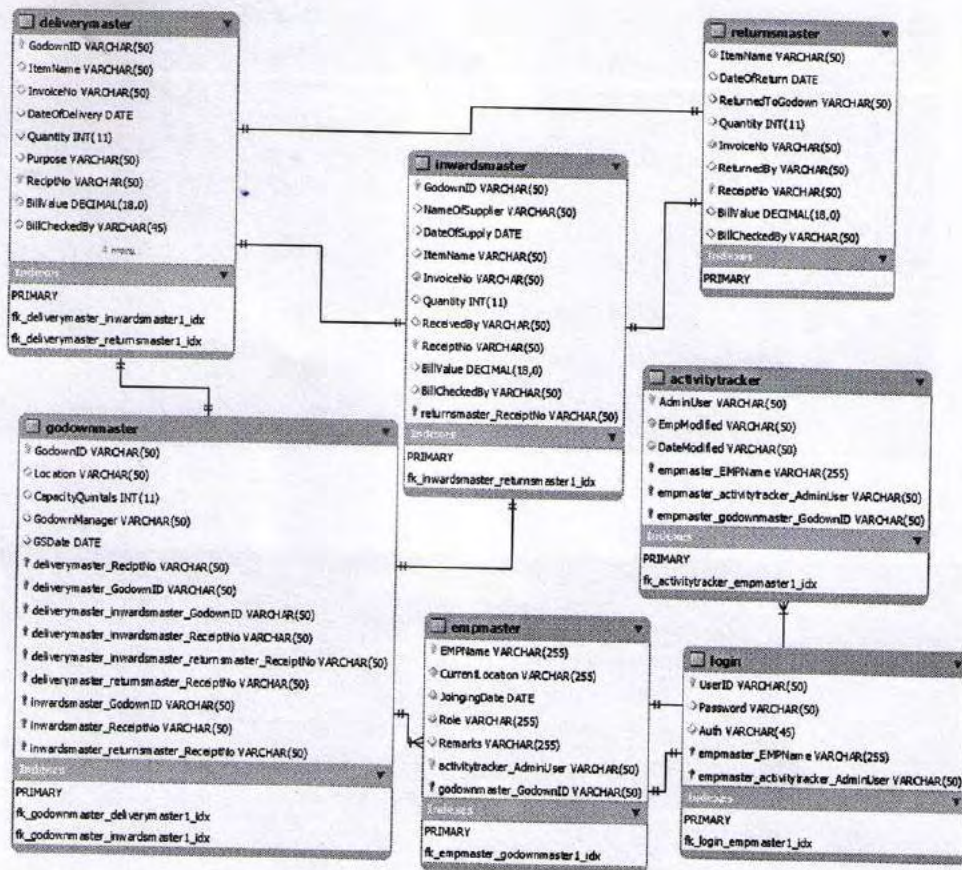 deliverymaster
GodownID VARCHAR(50)
ItemName VARCHAR(50)
InvoiceNo VARCHAR(50)
DateOfDelivery DATE
Quantity INT(11)
Purpose VARCHAR(50)
ReciptNo VARCHAR(50)
BillValue DECIMAL(18,0)
BillCheckedBy VARCHAR(45)
Indexes
PRIMARY
fk_deliverymaster_inwardsmaster1_idx
fk_deliverymaster_returnsmaster1_idx
returnsmaster
ItemName VARCHAR(50)
DateOfReturn DATE
ReturnedToGodown VARCHAR(50)
Quantity INT(11)
InvoiceNo VARCHAR(50)
ReturnedBy VARCHAR(50)
ReceiptNo VARCHAR(50)
BillValue DECIMAL(18,0)
BillCheckedBy VARCHAR(50)
Indexes
PRIMARY
inwardsmaster
GodownID VARCHAR(50)
NameOfSupplier VARCHAR(50)
DateOfSupply DATE
ItemName VARCHAR(50)
InvoiceNo VARCHAR(50)
Quantity INT(11)
ReceivedBy VARCHAR(50)
ReceiptNo VARCHAR(50)
BillValue DECIMAL(18,0)
BillCheckedBy VARCHAR(50)
returnsmaster_ReceiptNo VARCHAR(50)
Indexes
PRIMARY
fk_inwardsmaster_returnsmaster1_idx
activitytracker
AdminUser VARCHAR(50)
EmpModified VARCHAR(50)
DateModified VARCHAR(50)
empmaster_EMPName VARCHAR(255)
empmaster_activitytracker_AdminUser VARCHAR(50)
empmaster_godownmaster_GodownID VARCHAR(50)
Indexes
PRIMARY
fk_activitytracker_empmaster1_idx
godownmaster
GodownID VARCHAR(50)
Location VARCHAR(50)
CapacityQuintals INT(11)
GodownManager VARCHAR(50)
GSDate DATE
deliverymaster_ReciptNo VARCHAR(50)
deliverymaster_GodownID VARCHAR(50)
deliverymaster_inwardsmaster_GodownID VARCHAR(50)
deliverymaster_inwardsmaster_ReceiptNo VARCHAR(50)
deliverymaster_inwardsmaster_returnsmaster_ReceiptNo VARCHAR(50)
deliverymaster_returnsmaster_ReceiptNo VARCHAR(50)
inwardsmaster_GodownID VARCHAR(50)
inwardsmaster_ReceiptNo VARCHAR(50)
inwardsmaster_returnsmaster_ReceiptNo VARCHAR(50)
Indexes
PRIMARY
fk_godownmaster_deliverymaster1_idx
fk_godownmaster_inwardsmaster1_idx
empmaster
EMPName VARCHAR(255)
CurrentLocation VARCHAR(255)
JoingingDate DATE
Role VARCHAR(255)
Remarks VARCHAR(255)
activitytracker_AdminUser VARCHAR(50)
godownmaster_GodownID VARCHAR(50)
Indexes
PRIMARY
fk_empmaster_godownmaster1_idx
login
UserID VARCHAR(50)
Password VARCHAR(50)
Auth VARCHAR(45)
empmaster_EMPName VARCHAR(255)
empmaster_activitytracker_AdminUser VARCHAR(50)
Indexes
PRIMARY
fk_login_empmaster1_idx